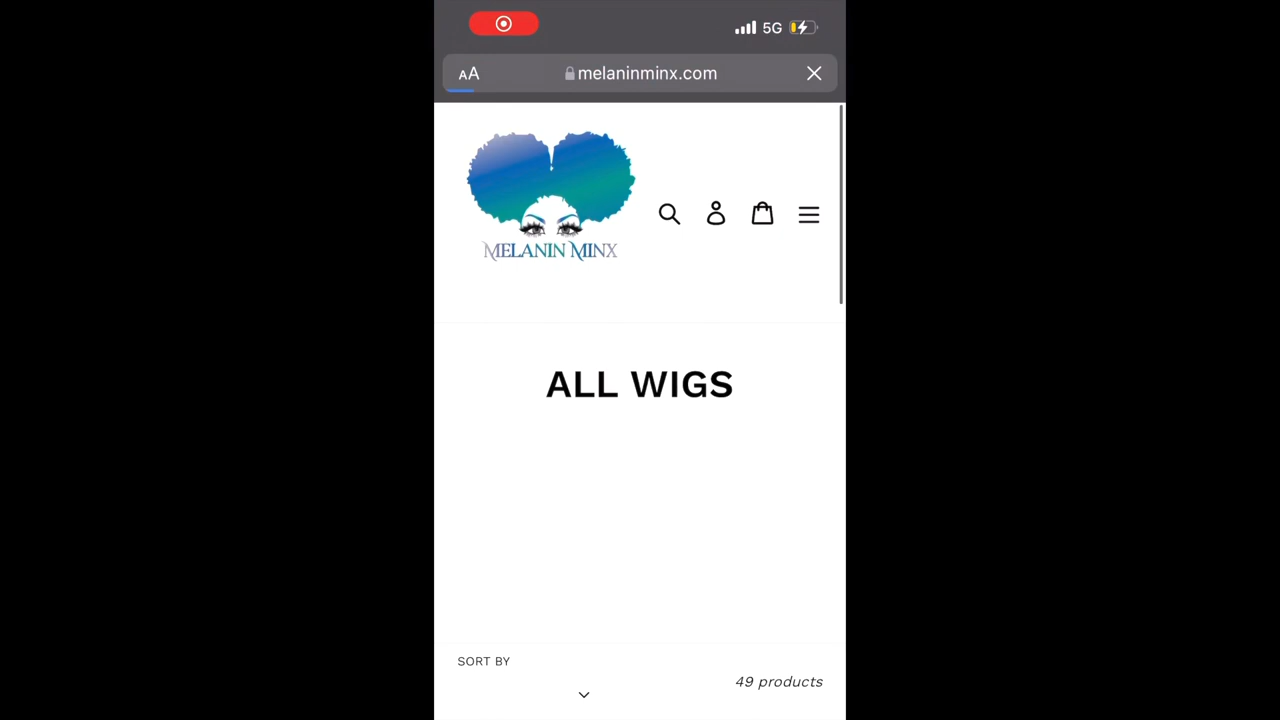 5G
AA
melaninminx.com
MELANIN MINX
ALL WIGS
SORT BY
49 products